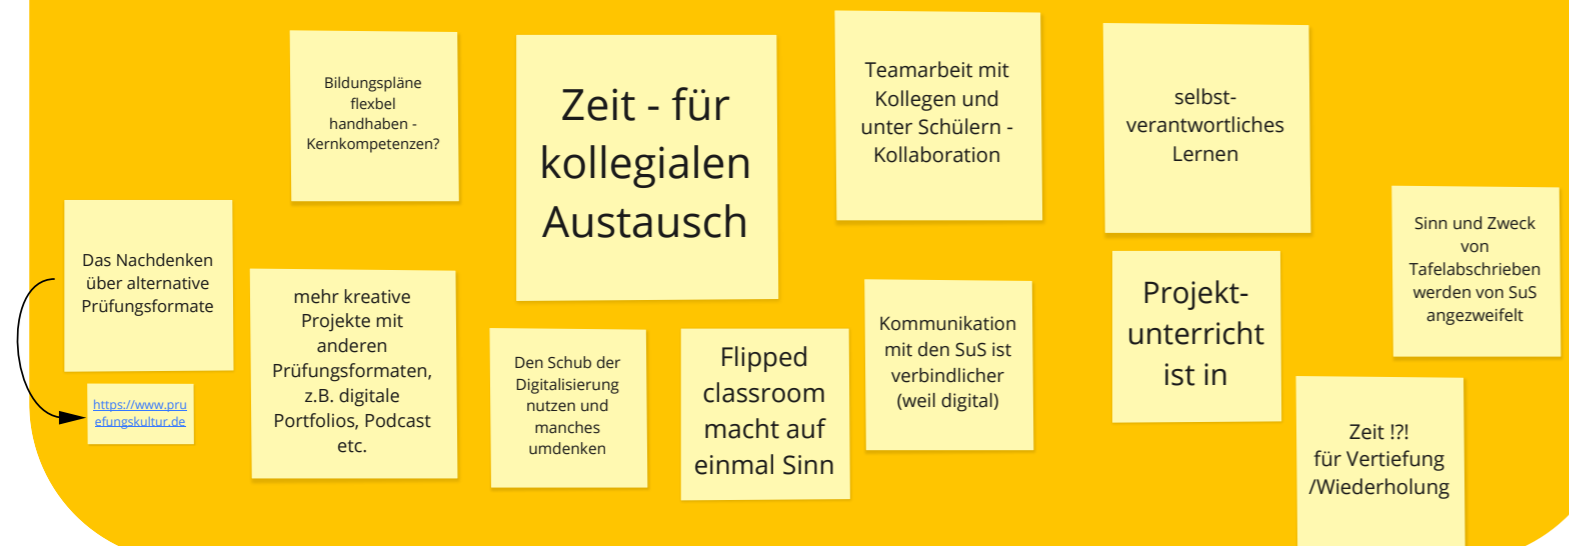 Bildungspläne
flexbel
handhaben -
Kernkompetenzen?
Zeit - für
kollegialen
Austausch
Teamarbeit mit
Kollegen und
unter Schülern -
Kollaboration
selbst-
verantwortliches
Lernen
Sinn und Zweck
von
Tafelabschrieben
werden von SuS
angezweifelt
Das Nachdenken
über alternative
Prüfungsformate
https://www.pru
efungskultur.de
mehr kreative
Projekte mit
anderen
Prüfungsformaten,
z.B. digitale
Portfolios, Podcast
etc.
Den Schub der
Digitalisierung
nutzen und
manches
umdenken
Flipped
classroom
macht auf
einmal Sinn
Kommunikation
mit den SuS ist
verbindlicher
(weil digital)
Projekt-
unterricht
ist in
Zeit !?!
für Vertiefung
/Wiederholung